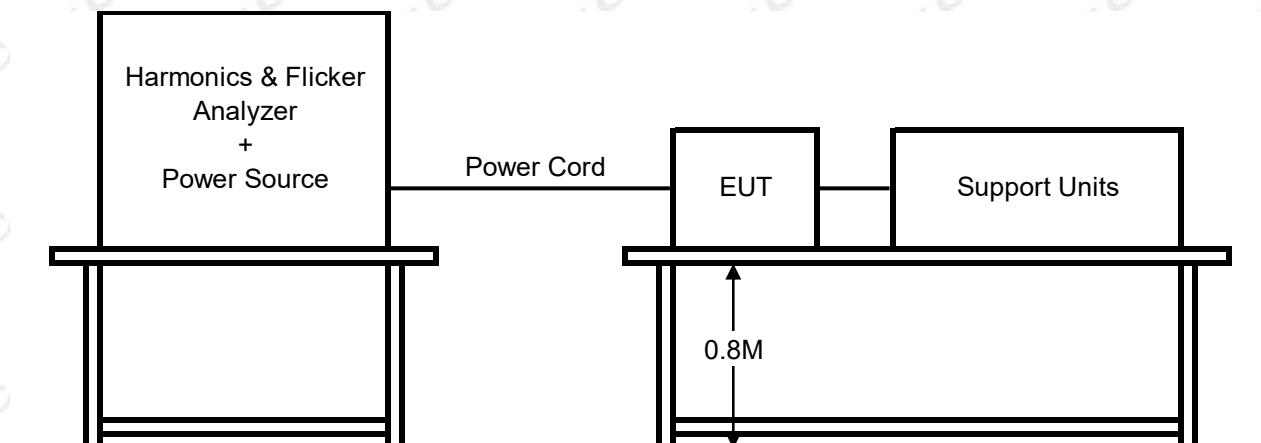 Harmonics & Flicker
Analyzer
+
Power Source
Power Cord
EUT
Support Units
0.8M